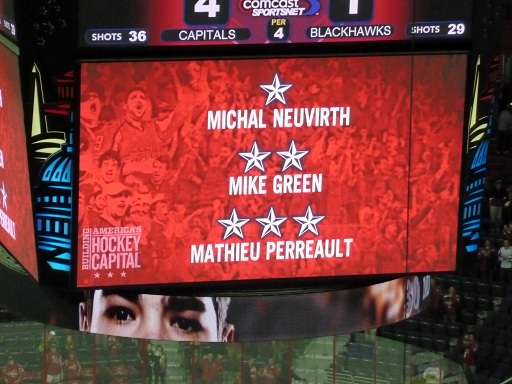 4
comcast
SPORTSNET
1
SHOTS 36
CAPITALS
PER
4
BLACKHAWKS
SHOTS 29
MICHAL NEUVIRTH
MIKE GREEN
MATHIEU PERREAULT
BUILDING
AMERICA'S
HOCKEY
CAPITAL